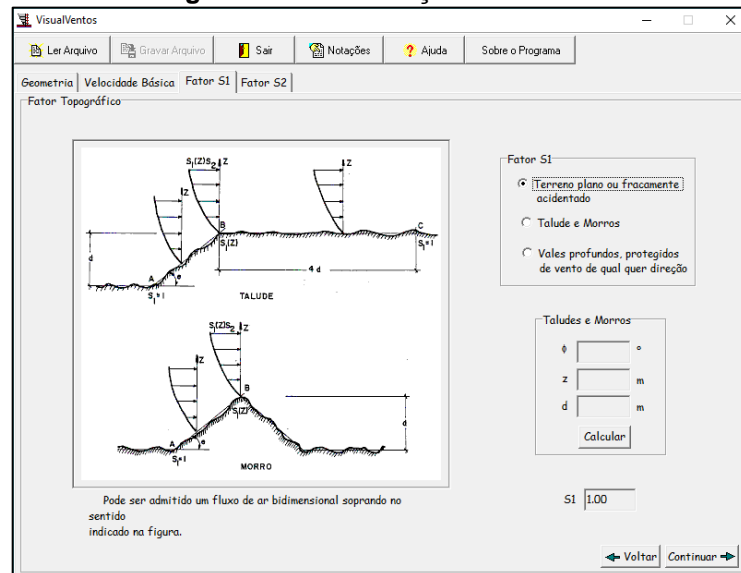 VisualVentos
Ler Arquivo Gravar Arquivo Sair Notações Ajuda Sobre o Programa
Geometria Velocidade Básica Fator S1 Fator S2
Fator Topográfico
S1(Z)S2 Z
Z
Z
B
C
S1(Z)
S1=1
d
A
θ
4 d
S1=1
TALUDE
S1(Z)S2 Z
Z
B
S1(Z)
d
A
θ
S1=1
MORRO
Pode ser admitido um fluxo de ar bidimensional soprando no
sentido
indicado na figura.
Fator S1
Terreno plano ou fracamente
acidentado
Talude e Morros
Vales profundos, protegidos
de vento de qual quer direção
Taludes e Morros
ϕ °
z m
d m
Calcular
S1 1.00
Voltar Continuar